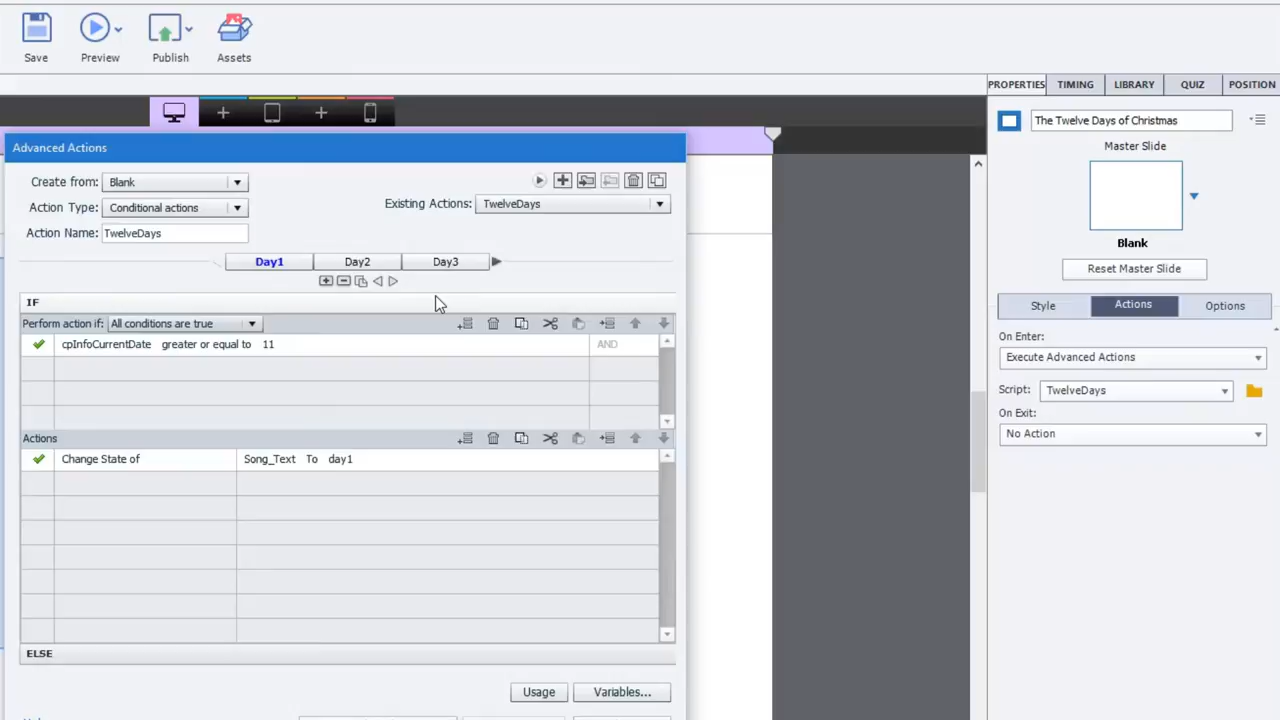 Save
Preview
Publish
Assets
PROPERTIES
TIMING
LIBRARY
QUIZ
POSITION
The Twelve Days of Christmas
Master Slide
Blank
Reset Master Slide
Style
Actions
Options
On Enter:
Execute Advanced Actions
Script:
TwelveDays
On Exit:
No Action
Advanced Actions
Create from:
Blank
Action Type:
Conditional actions
Existing Actions:
TwelveDays
Action Name:
TwelveDays
Day1
Day2
Day3
IF
Perform action if:
All conditions are true
cpInfoCurrentDate greater or equal to 11
AND
Actions
Change State of
Song_Text To day1
ELSE
Usage
Variables...